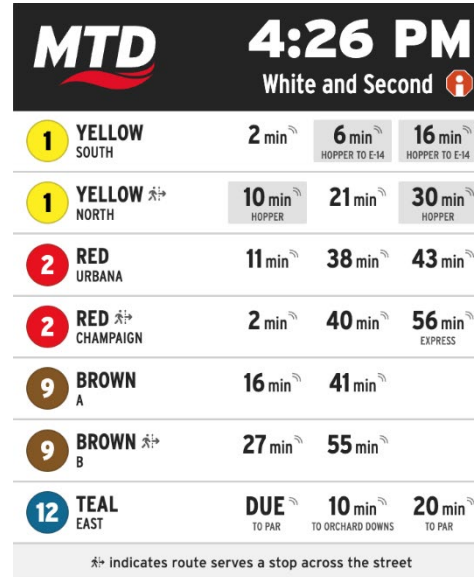 MTD
4:26 PM
White and Second
1 YELLOW 2 min 6 min 16 min
SOUTH HOPPER TO E-14 HOPPER TO E-14
1 YELLOW 10 min 21 min 30 min
NORTH HOPPER HOPPER
2 RED 11 min 38 min 43 min
URBANA
2 RED 2 min 40 min 56 min
CHAMPAIGN EXPRESS
9 BROWN 16 min 41 min
A
9 BROWN 27 min 55 min
B
12 TEAL DUE 10 min 20 min
EAST TO PAR TO ORCHARD DOWNS TO PAR
indicates route serves a stop across the street